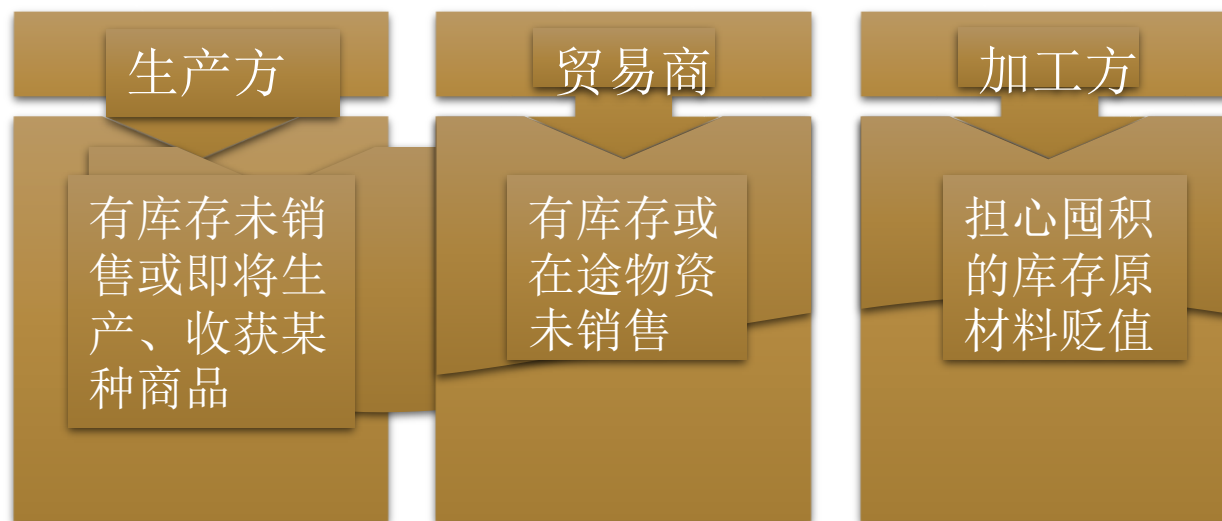 生产方
有库存未销
售或即将生
产、收获某
种商品
贸易商
有库存或
在途物资
未销售
加工方
担心囤积
的库存原
材料贬值